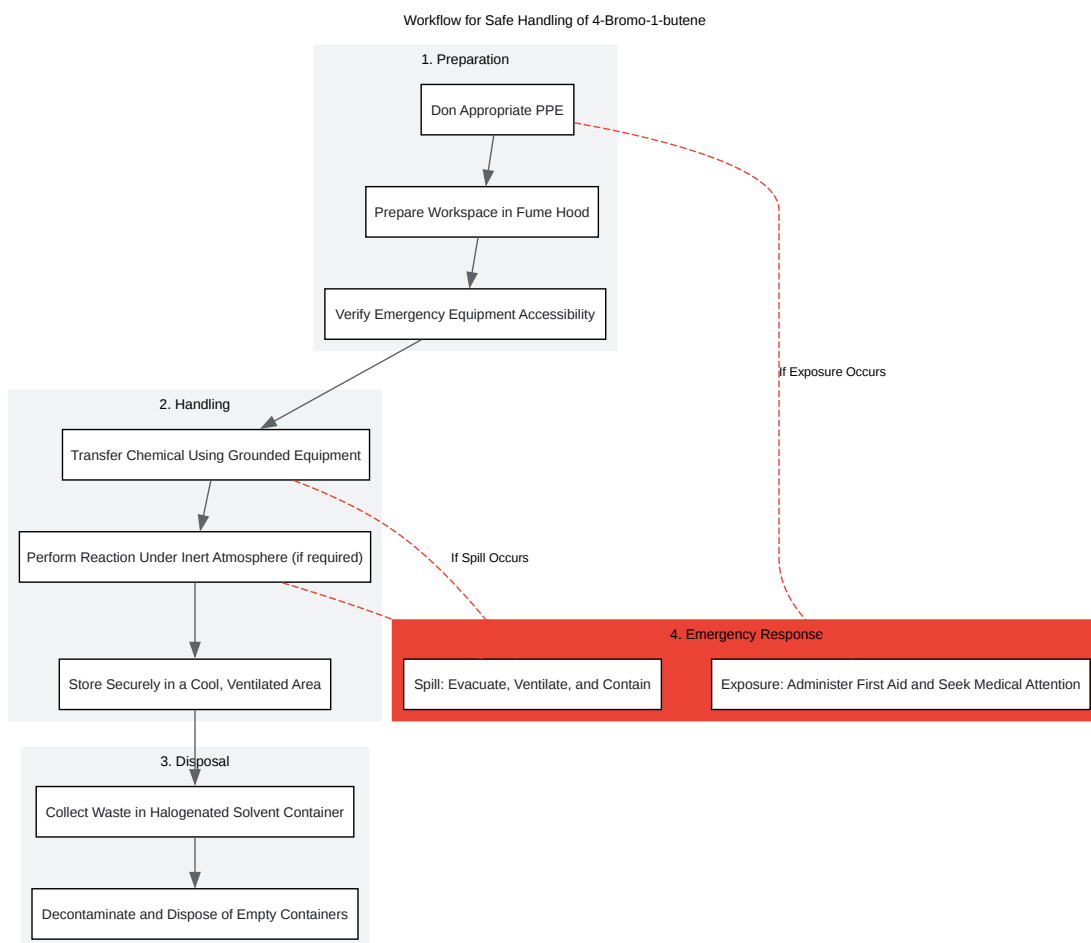 Workflow for Safe Handling of 4-Bromo-1-butene
1. Preparation
Don Appropriate PPE
Prepare Workspace in Fume Hood
Verify Emergency Equipment Accessibility
If Exposure Occurs
2. Handling
Transfer Chemical Using Grounded Equipment
If Spill Occurs
Perform Reaction Under Inert Atmosphere (if required)
4. Emergency Response
Store Securely in a Cool, Ventilated Area
Spill: Evacuate, Ventilate, and Contain
Exposure: Administer First Aid and Seek Medical Attention
3. Disposal
Collect Waste in Halogenated Solvent Container
Decontaminate and Dispose of Empty Containers